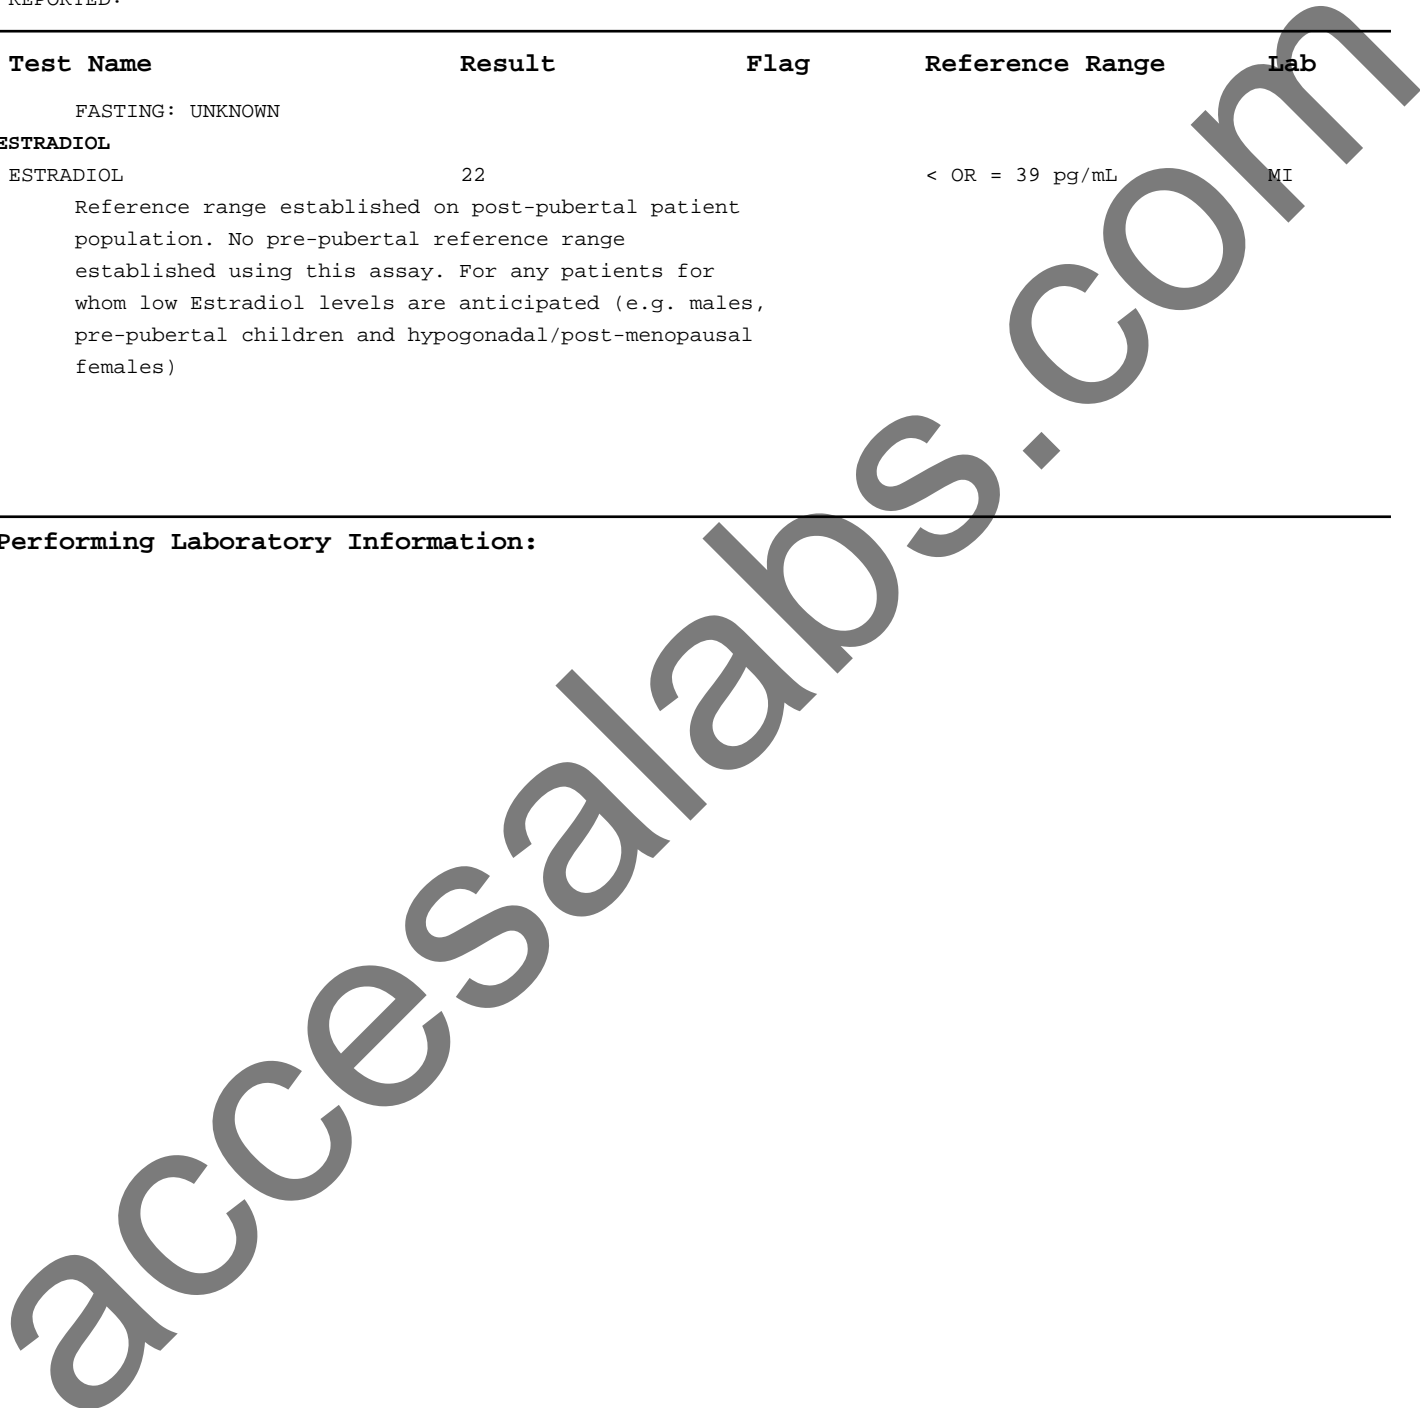 REPORTED:
Test Name Result Flag Reference Range Lab
FASTING: UNKNOWN
ESTRADIOL
ESTRADIOL 22 < OR = 39 pg/mL MI
Reference range established on post-pubertal patient
population. No pre-pubertal reference range
established using this assay. For any patients for
whom low Estradiol levels are anticipated (e.g. males,
pre-pubertal children and hypogonadal/post-menopausal
females)
Performing Laboratory Information:
accesalabs.com